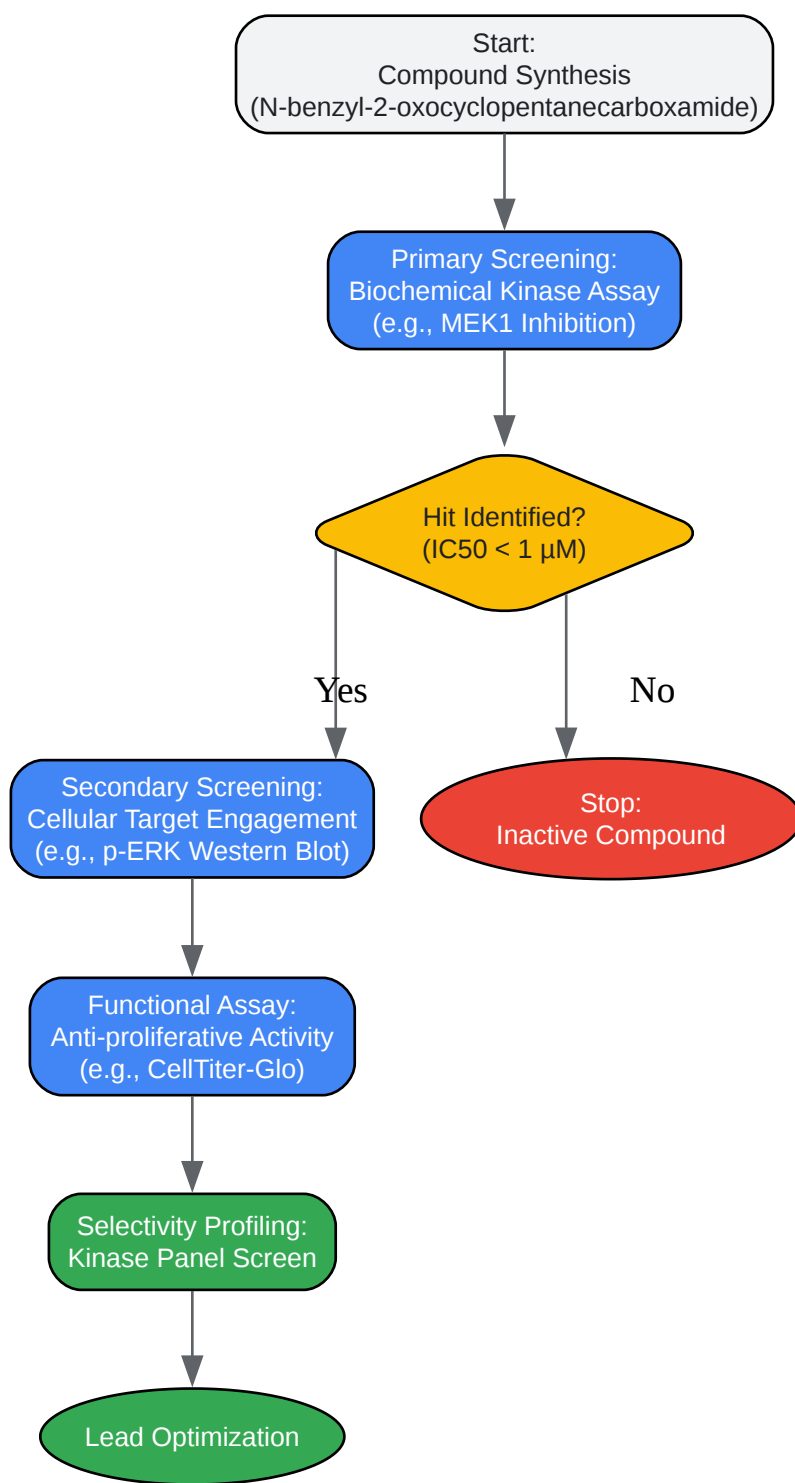 Start:
Compound Synthesis
(N-benzyl-2-oxocyclopentanecarboxamide)
Primary Screening:
Biochemical Kinase Assay
(e.g., MEK1 Inhibition)
Hit Identified?
(IC50 < 1 µM)
Yes
No
Secondary Screening:
Cellular Target Engagement
(e.g., p-ERK Western Blot)
Stop:
Inactive Compound
Functional Assay:
Anti-proliferative Activity
(e.g., CellTiter-Glo)
Selectivity Profiling:
Kinase Panel Screen
Lead Optimization